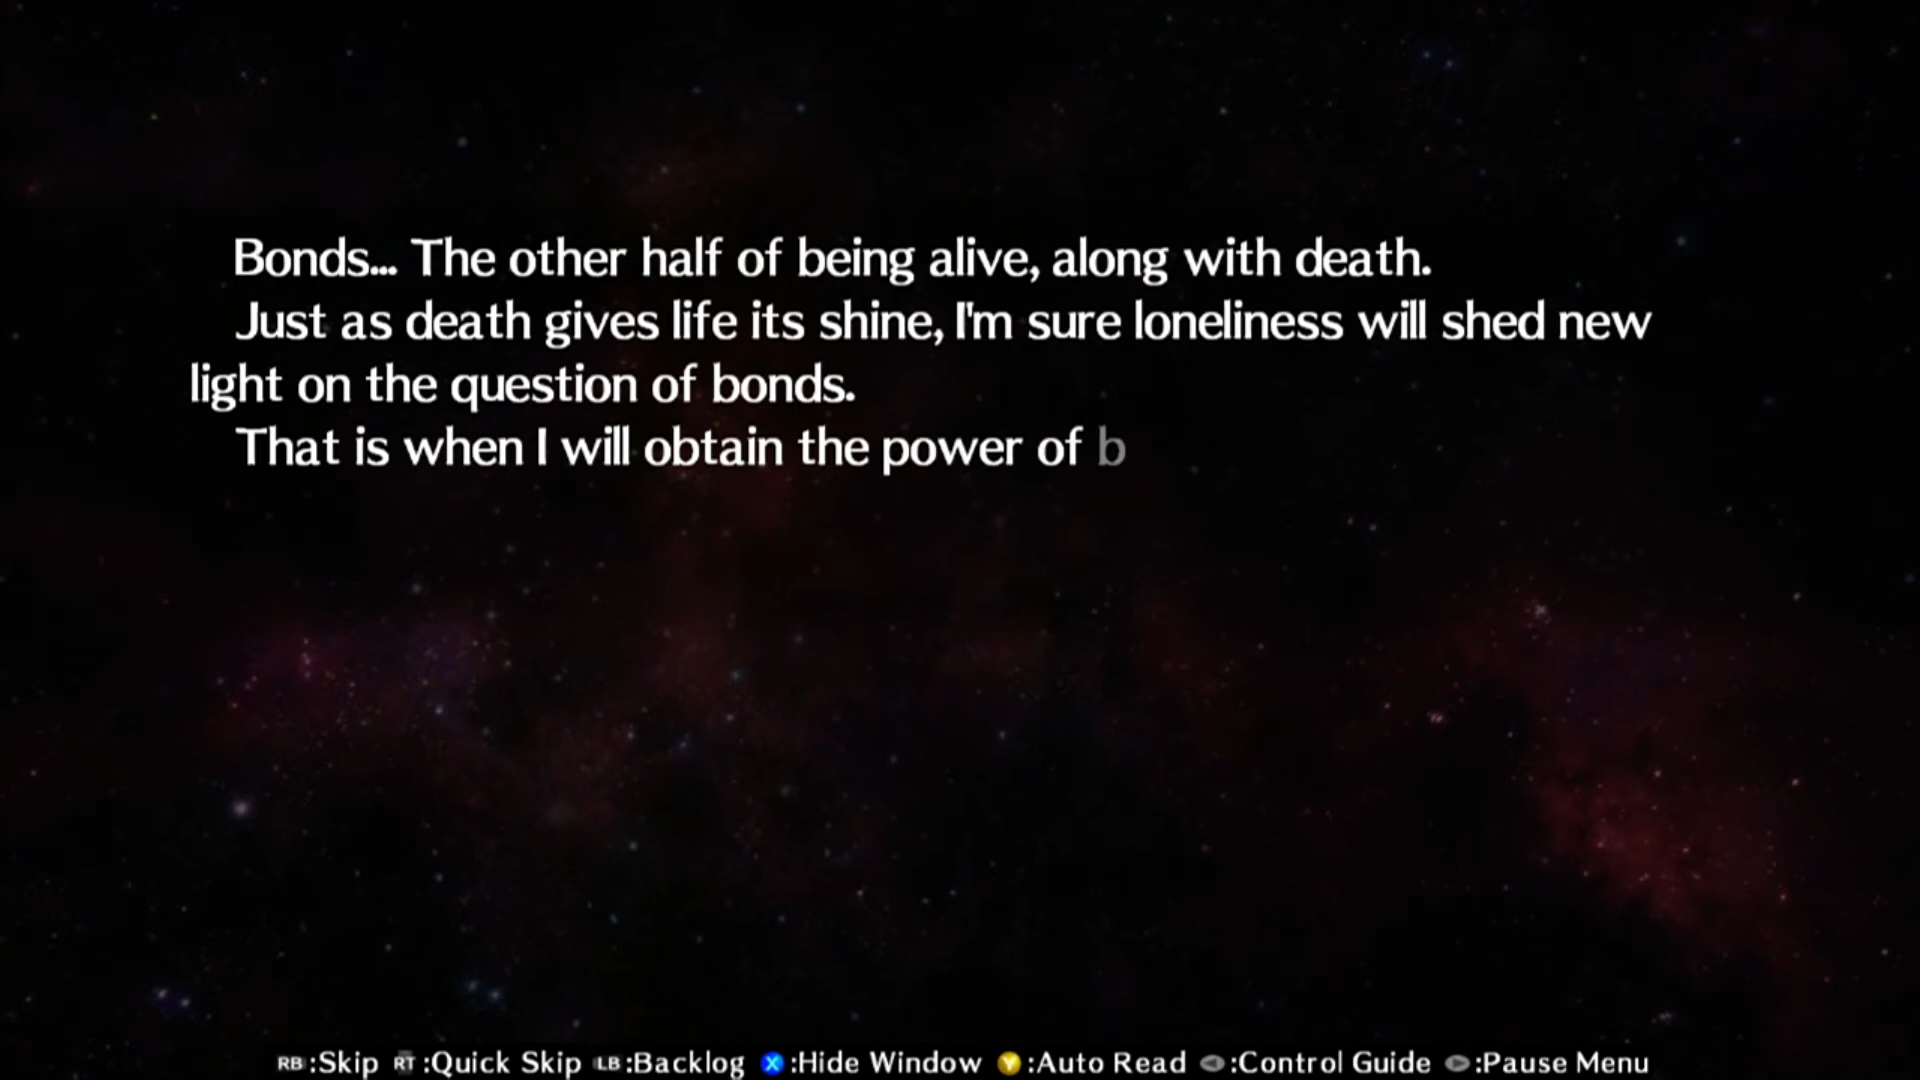 Bonds... The other half of being alive, along with death.
Just as death gives life its shine, I'm sure loneliness will shed new
light on the question of bonds.
That is when I will obtain the power of b
RB :Skip RT :Quick Skip LB :Backlog X :Hide Window Y :Auto Read :Control Guide :Pause Menu